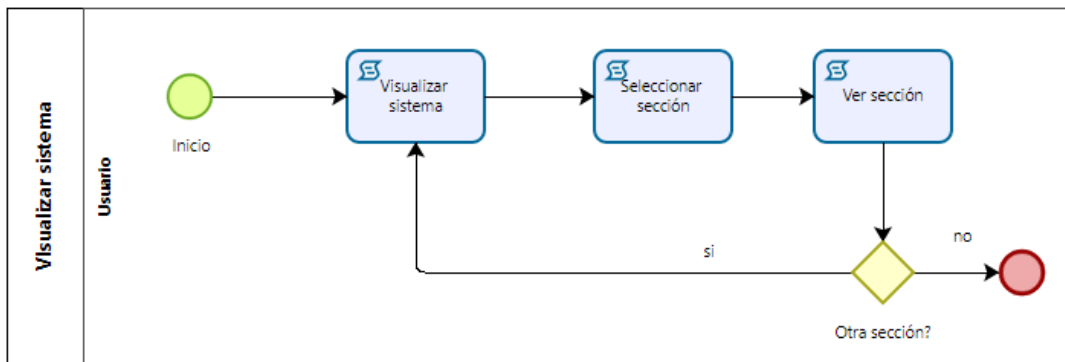 VIsualizar sistema
Usuario
Inicio
Visualizar
sistema
Seleccionar
sección
Ver sección
si
no
Otra sección?